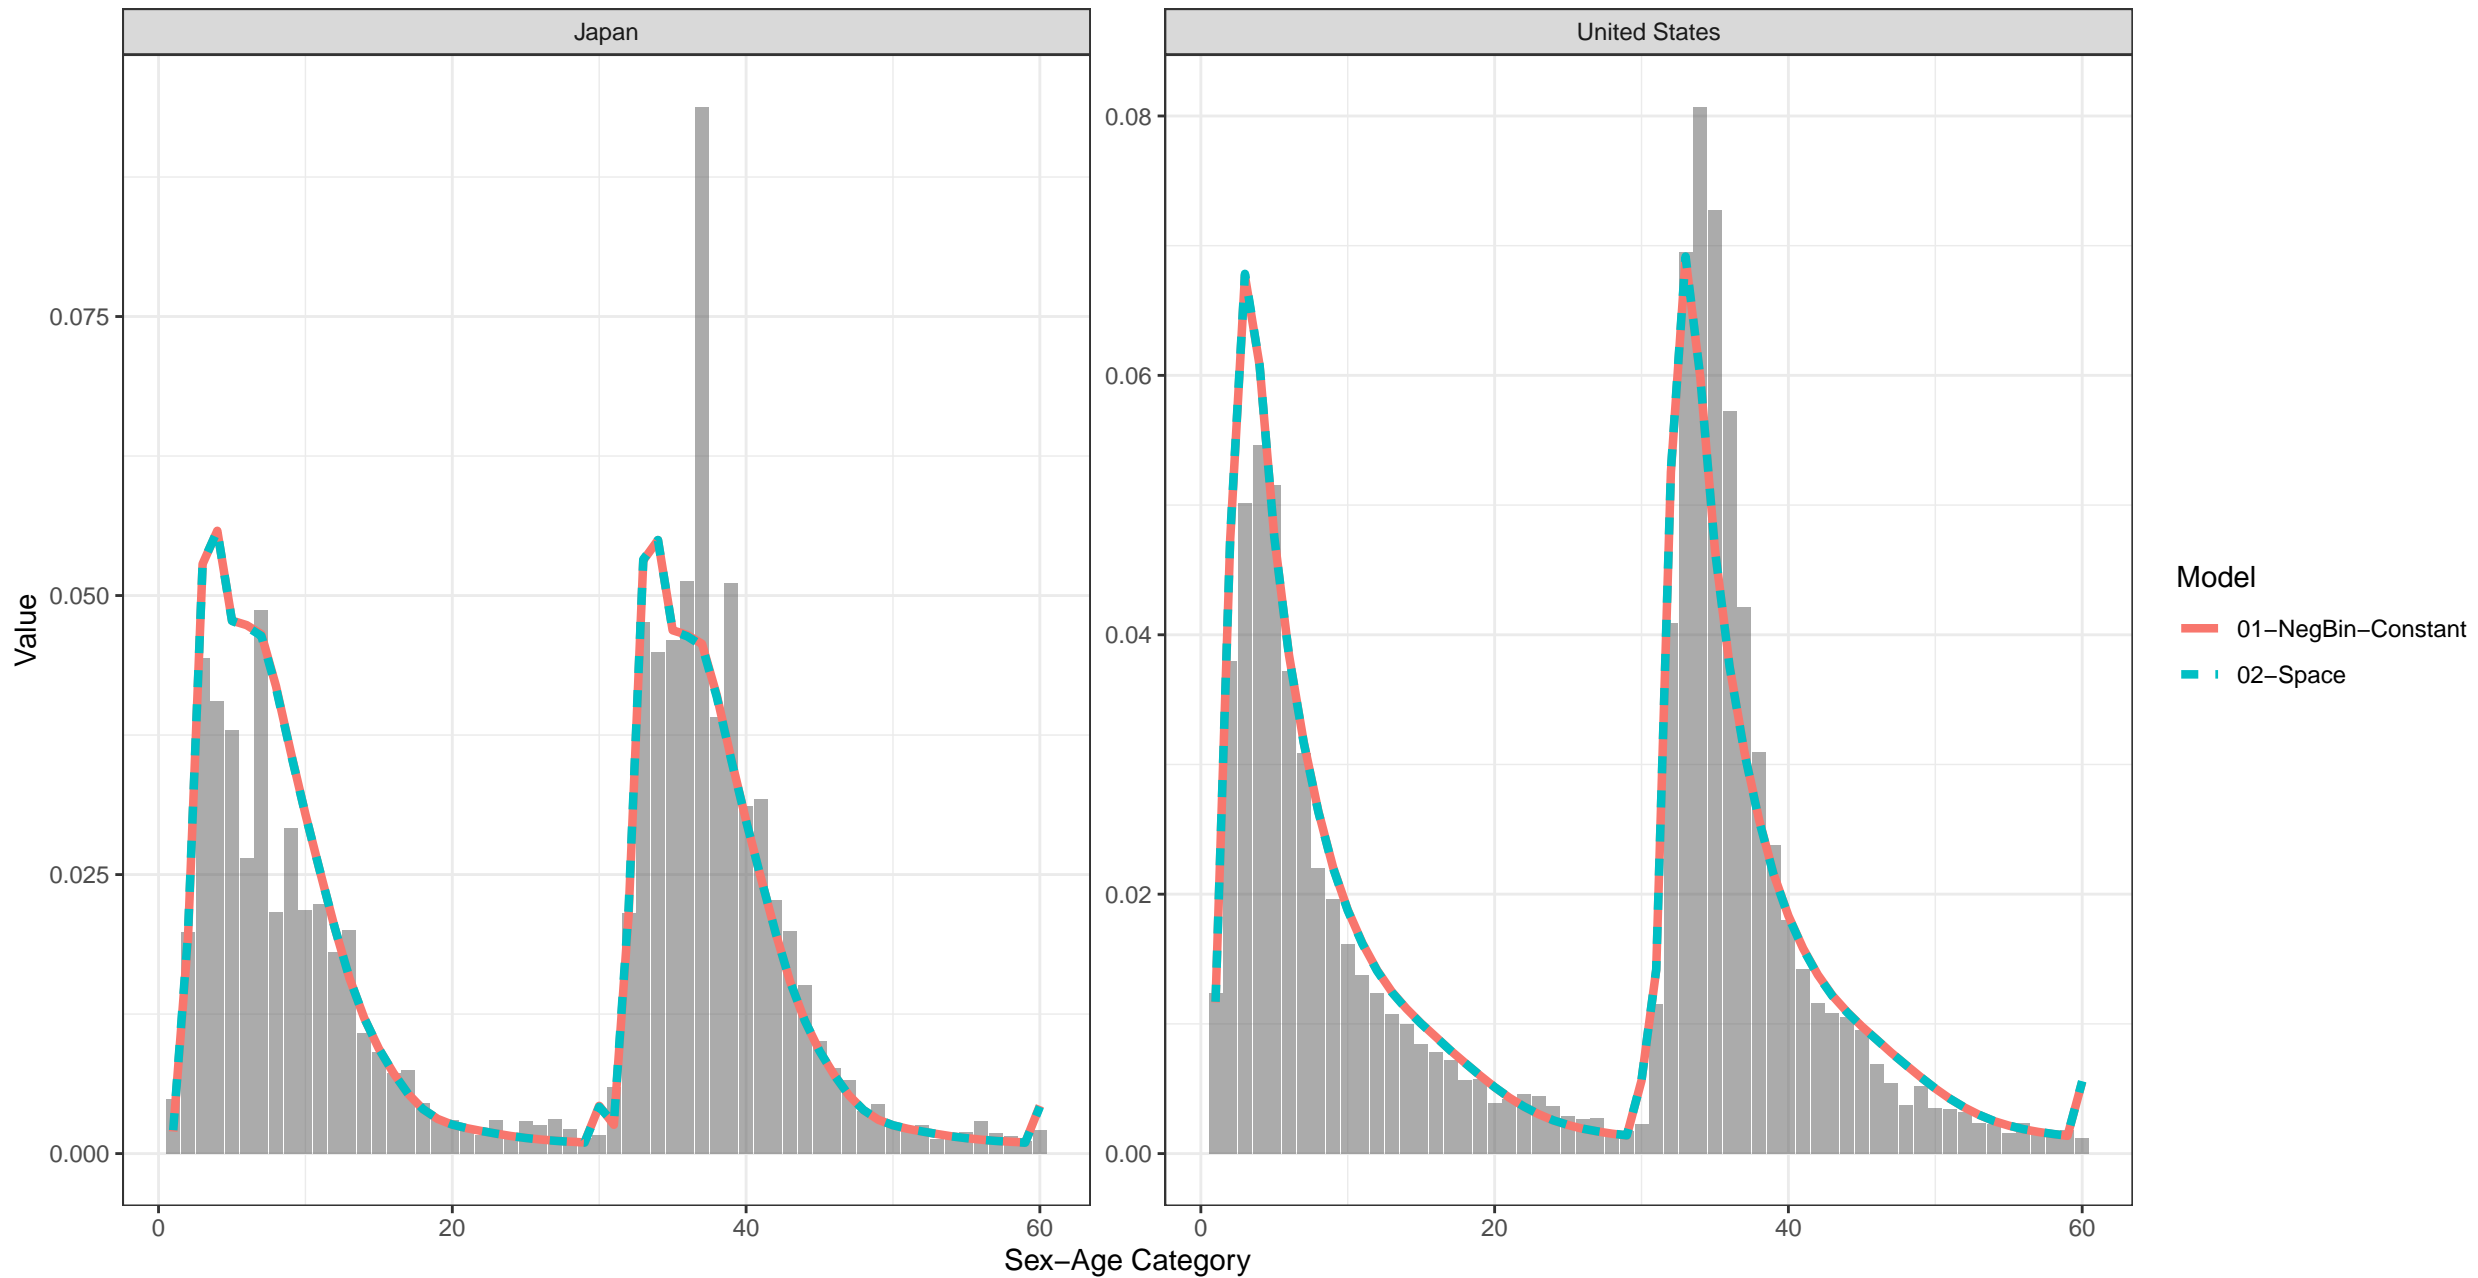 Japan
United States
Value
0.075
0.050
0.025
0.000
0.08
0.06
0.04
0.02
0.00
0 20 40 60
0 20 40 60
Sex−Age Category
Model
01−NegBin−Constant
02−Space